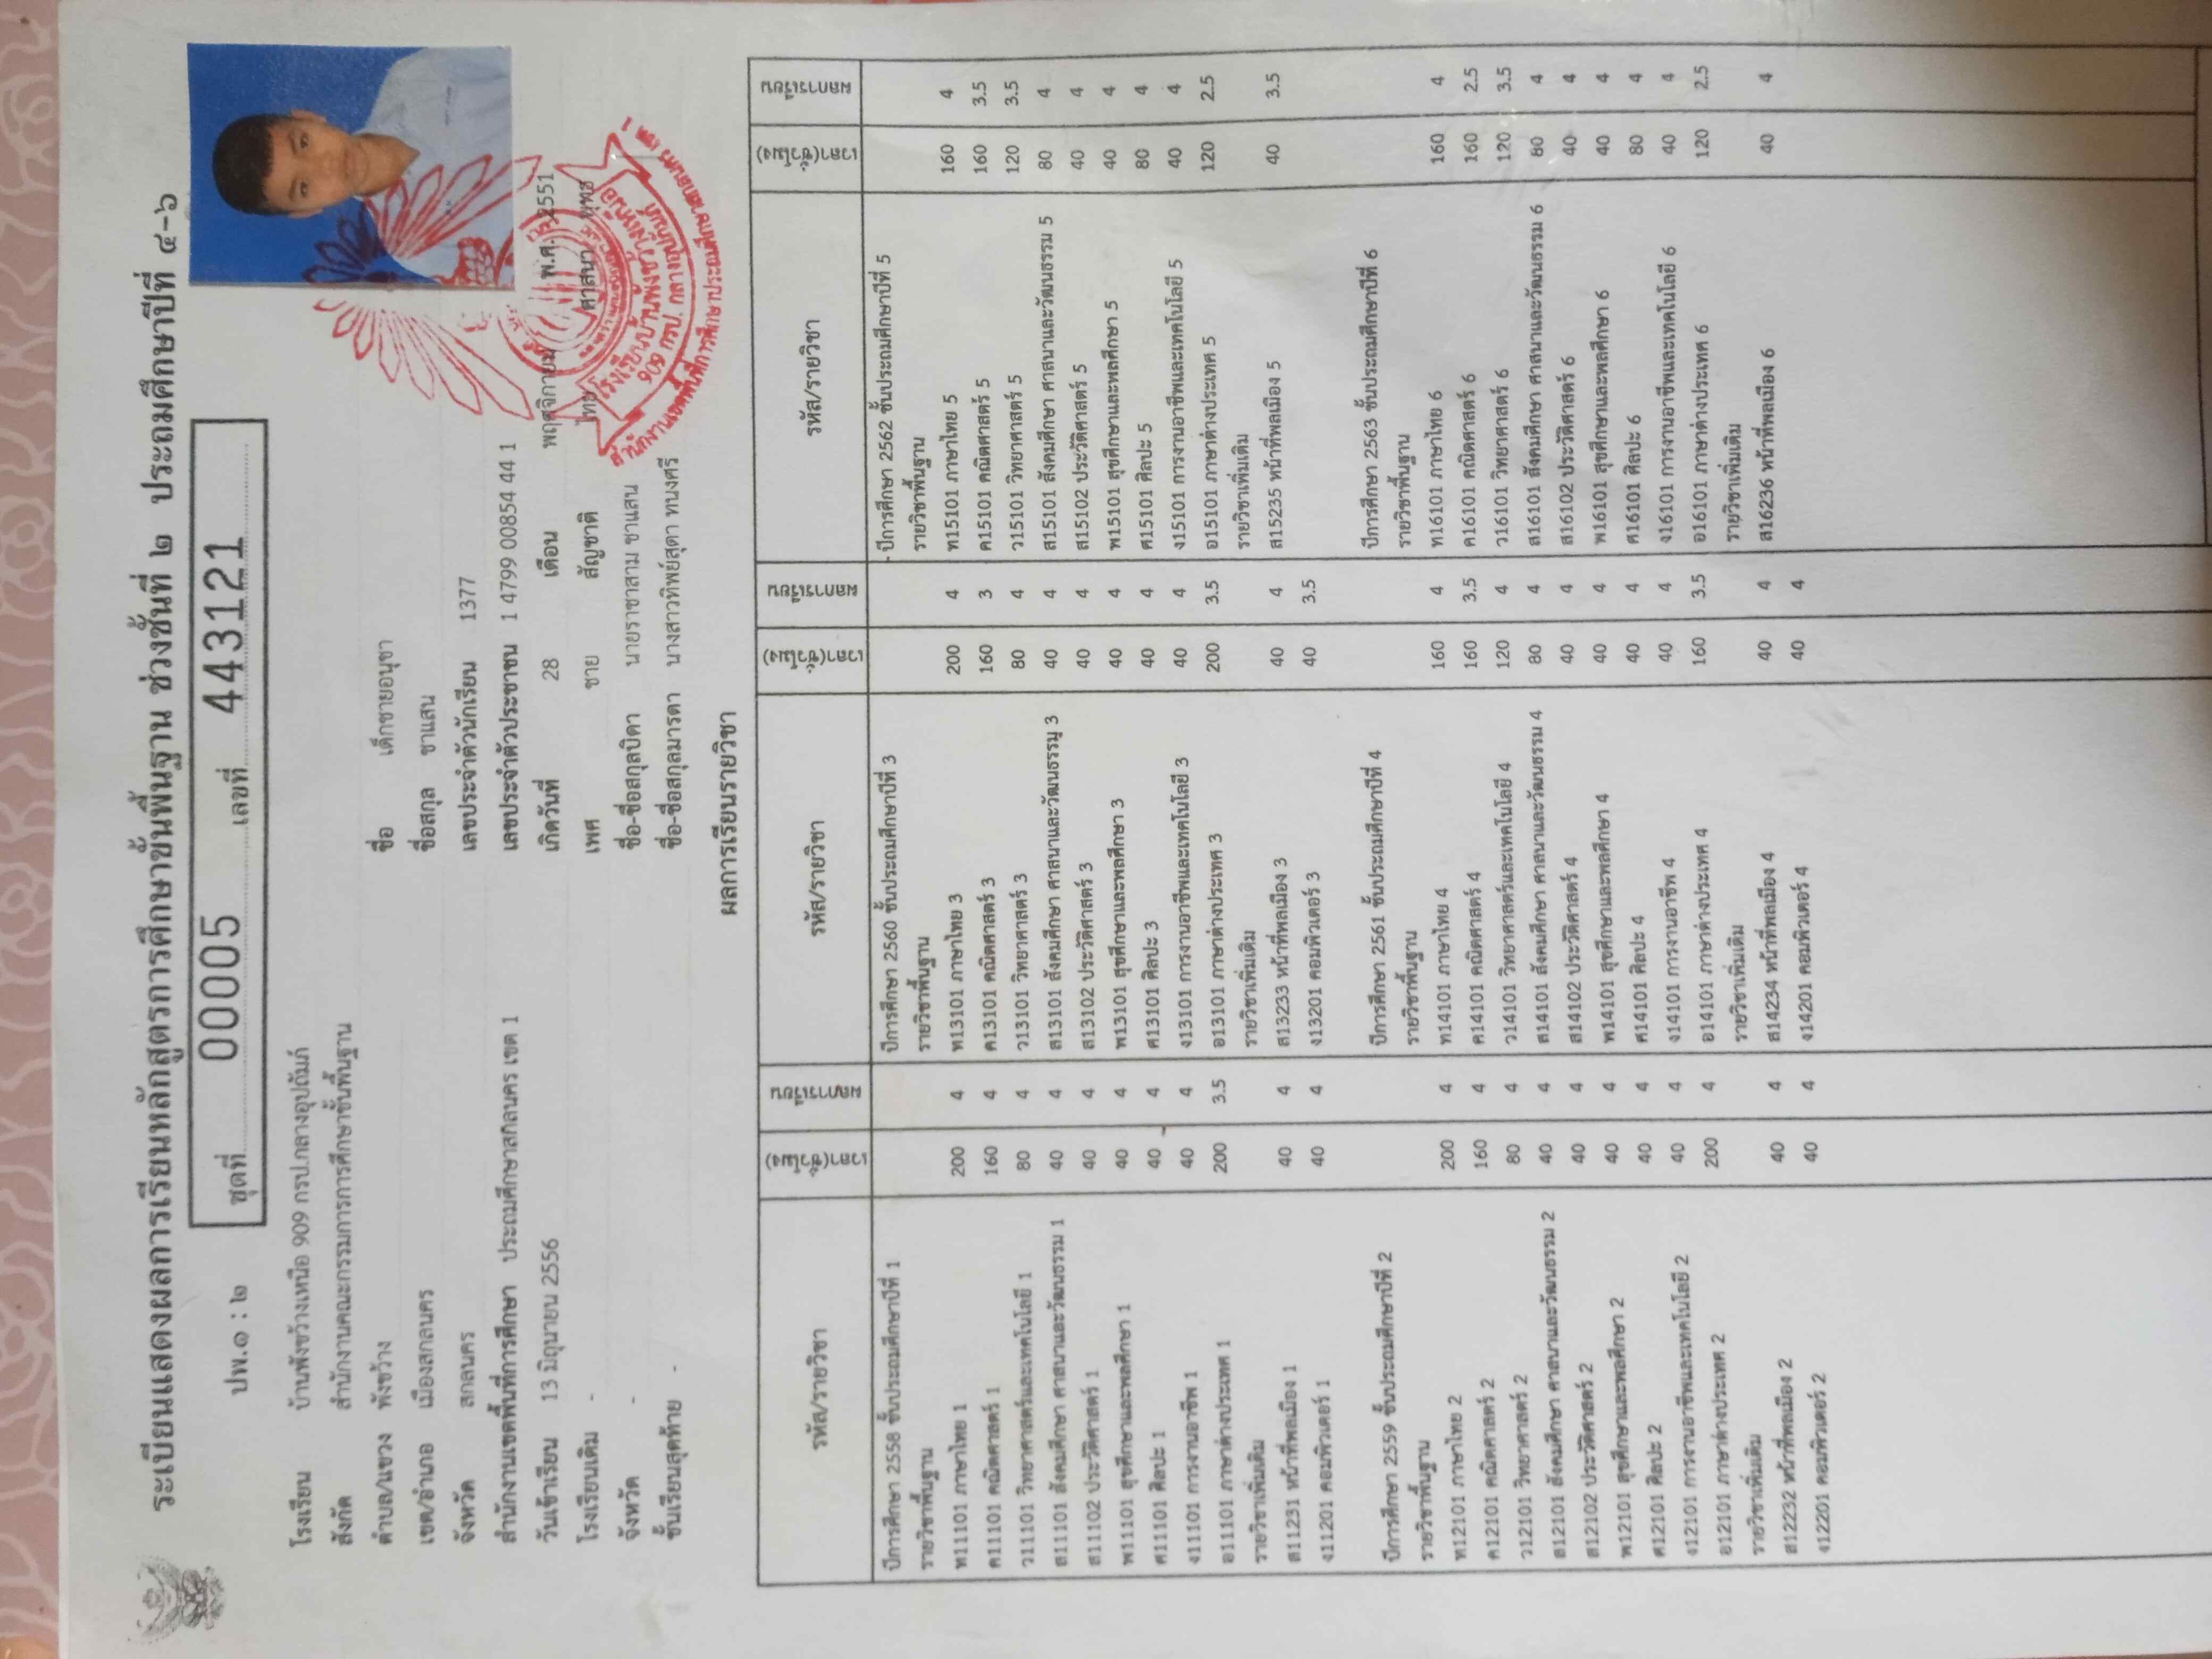 ระเบียนแสดงผลการเรียนหลักสูตรการศึกษาขั้นพื้นฐาน ช่วงชั้นที่ ๒ ประถมศึกษาปีที่ ๔-๖
ปพ.๑ : ๒ ชุดที่ 00005 เลขที่ 443121
โรงเรียน บ้านพังขว้างเหนือ 909 กรป.กลางอุปถัมภ์
สังกัด สำนักงานคณะกรรมการการศึกษาขั้นพื้นฐาน
ตำบล/แขวง พังขว้าง
เขต/อำเภอ เมืองสกลนคร
จังหวัด สกลนคร
สำนักงานเขตพื้นที่การศึกษา ประถมศึกษาสกลนคร เขต 1
วันเข้าเรียน 13 มิถุนายน 2556
โรงเรียนเดิม -
จังหวัด -
ชั้นเรียนสุดท้าย -
ชื่อ เด็กชายอนุชา
ชื่อสกุล ชาแสน
เลขประจำตัวนักเรียน 1377
เลขประจำตัวประชาชน 1 4799 00854 44 1
เกิดวันที่ 28 เดือน พฤศจิกายน พ.ศ. 2551
เพศ ชาย สัญชาติ ไทย ศาสนา พุทธ
ชื่อ-ชื่อสกุลบิดา นายราชาสาม ชาแสน
ชื่อ-ชื่อสกุลมารดา นางสาวทิพย์สุดา ทนงศรี
โรงเรียนบ้านพังขว้างเหนือ
909 กรป. กลางอุปถัมภ์
สำนักงานเขตพื้นที่การศึกษาประถมศึกษาสกลนคร เขต 1
ผลการเรียนรายวิชา
รหัส/รายวิชา เวลา(ชั่วโมง) ผลการเรียน
ปีการศึกษา 2558 ชั้นประถมศึกษาปีที่ 1
รายวิชาพื้นฐาน
ท11101 ภาษาไทย 1 200 4
ค11101 คณิตศาสตร์ 1 160 4
ว11101 วิทยาศาสตร์และเทคโนโลยี 1 80 4
ส11101 สังคมศึกษา ศาสนาและวัฒนธรรม 1 40 4
ส11102 ประวัติศาสตร์ 1 40 4
พ11101 สุขศึกษาและพลศึกษา 1 40 4
ศ11101 ศิลปะ 1 40 4
ง11101 การงานอาชีพ 1 40 4
อ11101 ภาษาต่างประเทศ 1 200 3.5
รายวิชาเพิ่มเติม
ส11231 หน้าที่พลเมือง 1 40 4
ง11201 คอมพิวเตอร์ 1 40 4
ปีการศึกษา 2559 ชั้นประถมศึกษาปีที่ 2
รายวิชาพื้นฐาน
ท12101 ภาษาไทย 2 200 4
ค12101 คณิตศาสตร์ 2 160 4
ว12101 วิทยาศาสตร์ 2 80 4
ส12101 สังคมศึกษา ศาสนาและวัฒนธรรม 2 40 4
ส12102 ประวัติศาสตร์ 2 40 4
พ12101 สุขศึกษาและพลศึกษา 2 40 4
ศ12101 ศิลปะ 2 40 4
ง12101 การงานอาชีพและเทคโนโลยี 2 40 4
อ12101 ภาษาต่างประเทศ 2 200 4
รายวิชาเพิ่มเติม
ส12232 หน้าที่พลเมือง 2 40 4
ง12201 คอมพิวเตอร์ 2 40 4
รหัส/รายวิชา เวลา(ชั่วโมง) ผลการเรียน
ปีการศึกษา 2560 ชั้นประถมศึกษาปีที่ 3
รายวิชาพื้นฐาน
ท13101 ภาษาไทย 3 200 4
ค13101 คณิตศาสตร์ 3 160 3
ว13101 วิทยาศาสตร์ 3 80 4
ส13101 สังคมศึกษา ศาสนาและวัฒนธรรม 3 40 4
ส13102 ประวัติศาสตร์ 3 40 4
พ13101 สุขศึกษาและพลศึกษา 3 40 4
ศ13101 ศิลปะ 3 40 4
ง13101 การงานอาชีพและเทคโนโลยี 3 40 4
อ13101 ภาษาต่างประเทศ 3 200 3.5
รายวิชาเพิ่มเติม
ส13233 หน้าที่พลเมือง 3 40 4
ง13201 คอมพิวเตอร์ 3 40 3.5
ปีการศึกษา 2561 ชั้นประถมศึกษาปีที่ 4
รายวิชาพื้นฐาน
ท14101 ภาษาไทย 4 160 4
ค14101 คณิตศาสตร์ 4 160 3.5
ว14101 วิทยาศาสตร์และเทคโนโลยี 4 120 4
ส14101 สังคมศึกษา ศาสนาและวัฒนธรรม 4 80 4
ส14102 ประวัติศาสตร์ 4 40 4
พ14101 สุขศึกษาและพลศึกษา 4 40 4
ศ14101 ศิลปะ 4 40 4
ง14101 การงานอาชีพ 4 40 4
อ14101 ภาษาต่างประเทศ 4 160 3.5
รายวิชาเพิ่มเติม
ส14234 หน้าที่พลเมือง 4 40 4
ง14201 คอมพิวเตอร์ 4 40 4
รหัส/รายวิชา เวลา(ชั่วโมง) ผลการเรียน
ปีการศึกษา 2562 ชั้นประถมศึกษาปีที่ 5
รายวิชาพื้นฐาน
ท15101 ภาษาไทย 5 160 4
ค15101 คณิตศาสตร์ 5 160 3.5
ว15101 วิทยาศาสตร์ 5 120 3.5
ส15101 สังคมศึกษา ศาสนาและวัฒนธรรม 5 80 4
ส15102 ประวัติศาสตร์ 5 40 4
พ15101 สุขศึกษาและพลศึกษา 5 40 4
ศ15101 ศิลปะ 5 80 4
ง15101 การงานอาชีพและเทคโนโลยี 5 40 4
อ15101 ภาษาต่างประเทศ 5 120 2.5
รายวิชาเพิ่มเติม
ส15235 หน้าที่พลเมือง 5 40 3.5
ปีการศึกษา 2563 ชั้นประถมศึกษาปีที่ 6
รายวิชาพื้นฐาน
ท16101 ภาษาไทย 6 160 4
ค16101 คณิตศาสตร์ 6 160 2.5
ว16101 วิทยาศาสตร์ 6 120 3.5
ส16101 สังคมศึกษา ศาสนาและวัฒนธรรม 6 80 4
ส16102 ประวัติศาสตร์ 6 40 4
พ16101 สุขศึกษาและพลศึกษา 6 40 4
ศ16101 ศิลปะ 6 80 4
ง16101 การงานอาชีพและเทคโนโลยี 6 40 4
อ16101 ภาษาต่างประเทศ 6 120 2.5
รายวิชาเพิ่มเติม
ส16236 หน้าที่พลเมือง 6 40 4